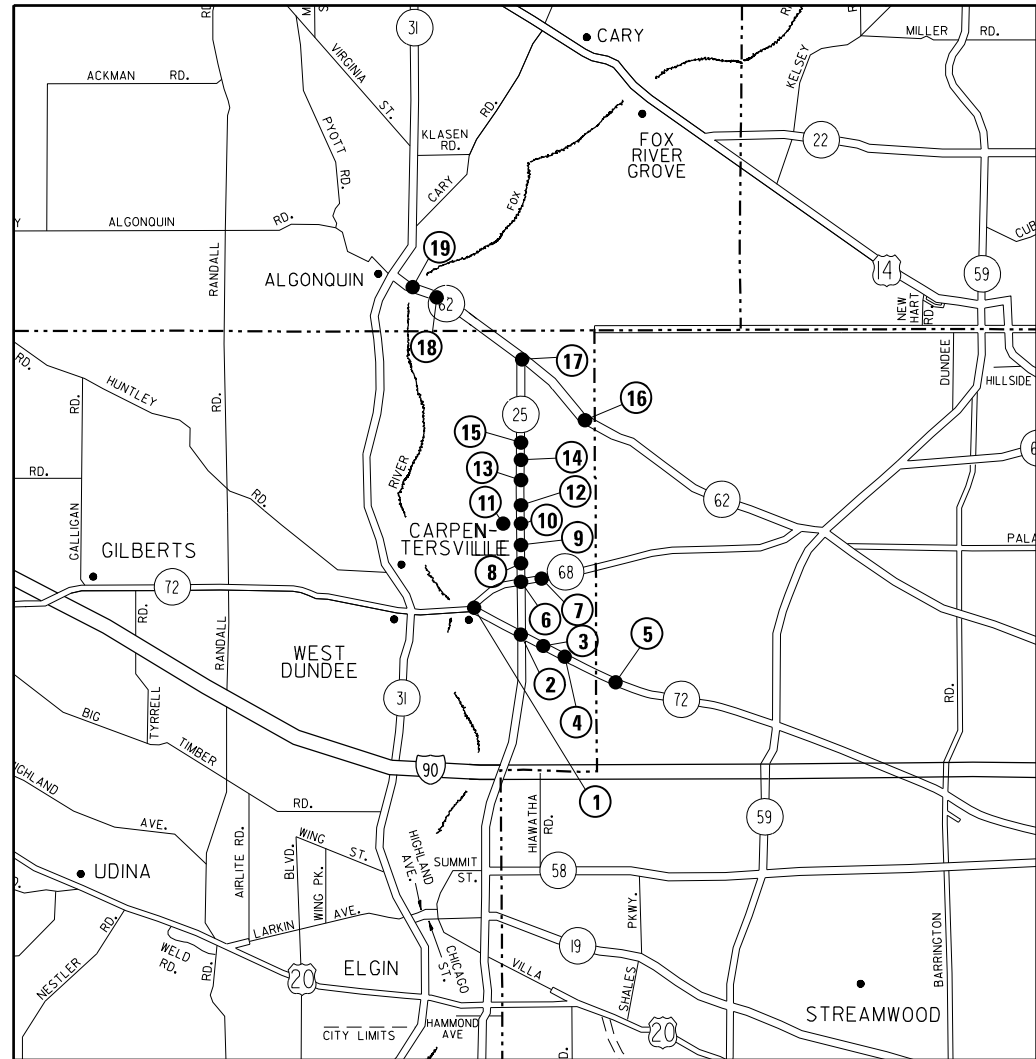 RD.
M
S
31
CARY
MILLER RD.
KELSEY
RD.
ACKMAN RD.
VIRGINIA
ST.
PYOTT
RD.
KLASEN
RD.
CARY
RD.
FOX
RIVER
GROVE
22
FOX
Y
ALGONQUIN RD.
RANDALL
19
ALGONQUIN
62
14
59
CUB
NEW
HART
RD.
18
17
DUNDEE
HILLSIDE
RD.
HUNTLEY
RD.
RD.
25
16
15
14
13
12
11
10
9
8
RIVER
RD.
RD.
62
6
GALLIGAN
GILBERTS
CARPEN-
TERSVILLE
68
PALA
72
7
6
3
5
2
4
WEST
DUNDEE
RD.
TYRRELL
RANDALL
31
72
RD.
BIG
TIMBER
RD.
90
1
HIGHLAND
AVE.
AIRLITE RD.
BLVD.
WING
ST.
WING PK.
HIGHLAND
AVE.
SUMMIT
ST.
HIAWATHA
RD.
58
59
UDINA
D.
LARKIN AVE.
PKWY.
19
RD.
NESTLER
WELD
RD.
RD.
20
ELGIN
CHICAGO
ST.
VILLA
SHALES
20
BARRINGTON
STREAMWOOD
CITY LIMITS
HAMMOND
AVE
D.